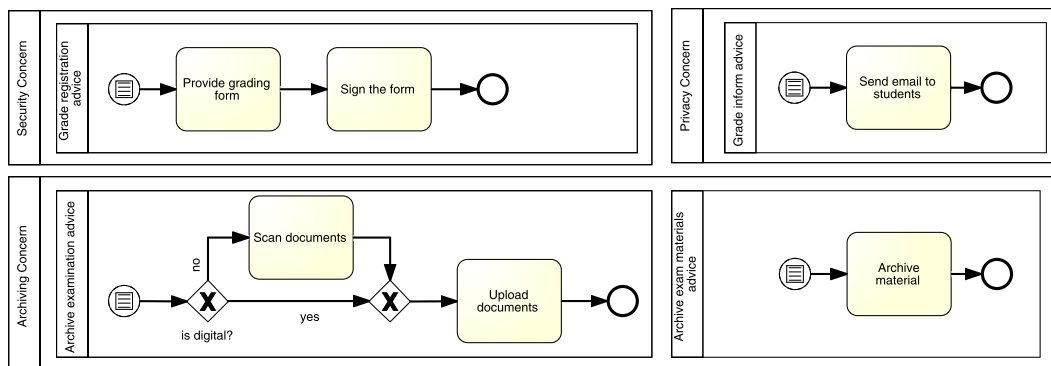 Security Concern
Grade registration
advice
Provide grading
form
Sign the form
Privacy Concern
Grade inform advice
Send email to
students
Archiving Concern
Archive examination advice
no
Scan documents
is digital?
yes
Upload
documents
Archive exam materials
advice
Archive
material